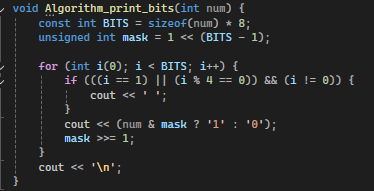 void Algorithm_print_bits(int num) {
    const int BITS = sizeof(num) * 8;
    unsigned int mask = 1 << (BITS - 1);
    for (int i(0); i < BITS; i++) {
        if (((i == 1) || (i % 4 == 0)) && (i != 0)) {
            cout << ' ';
        }
        cout << (num & mask ? '1' : '0');
        mask >>= 1;
    }
    cout << '\n';
}